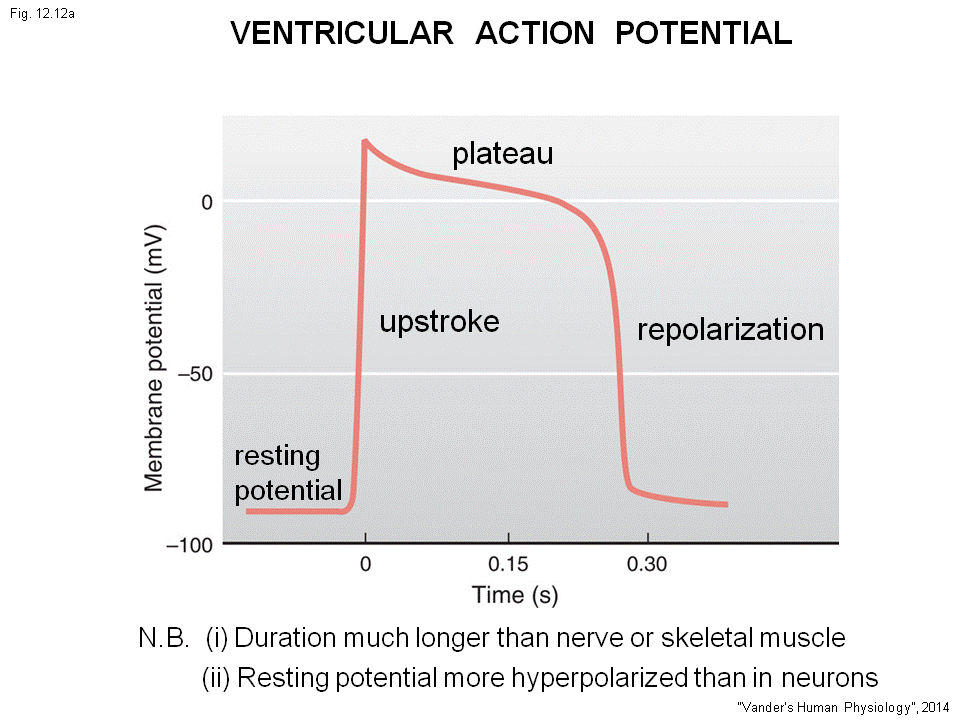 Fig. 12.12a
VENTRICULAR ACTION POTENTIAL
plateau
0
Membrane potential (mV)
upstroke
repolarization
–50
resting
potential
–100
0 0.15 0.30
Time (s)
N.B. (i) Duration much longer than nerve or skeletal muscle
(ii) Resting potential more hyperpolarized than in neurons
"Vander's Human Physiology", 2014